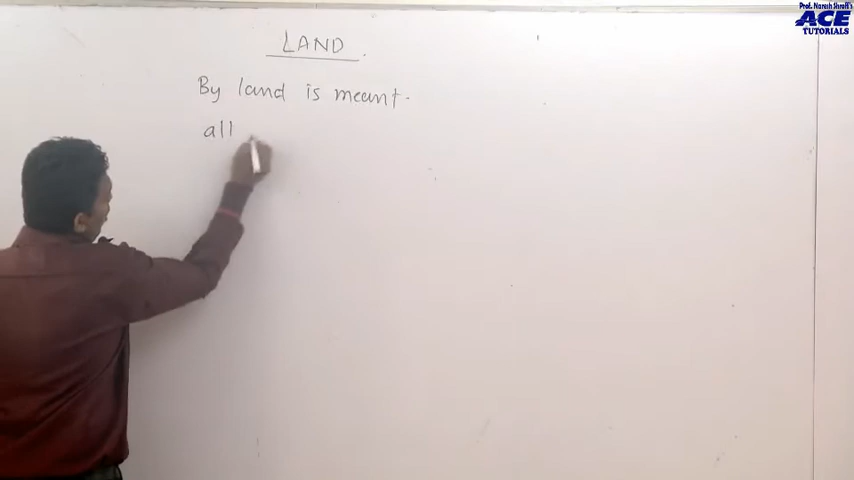 Prof. Naresh Shroff's
ACE
TUTORIALS
LAND
By land is meant
all